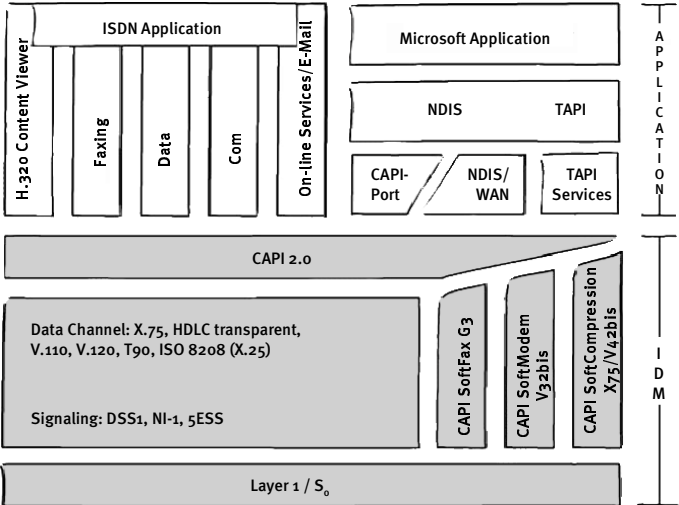 ISDN Application
H.320 Content Viewer
Faxing
Data
Com
On-line Services/E-Mail
Microsoft Application
NDIS TAPI
CAPI-
Port
NDIS/
WAN
TAPI
Services
APPLICATION
CAPI 2.0
Data Channel: X.75, HDLC transparent,
V.110, V.120, T90, ISO 8208 (X.25)
Signaling: DSS1, NI-1, 5ESS
CAPI SoftFax G3
CAPI SoftModem
V32bis
CAPI SoftCompression
X75/V42bis
IDM
Layer 1 / S₀